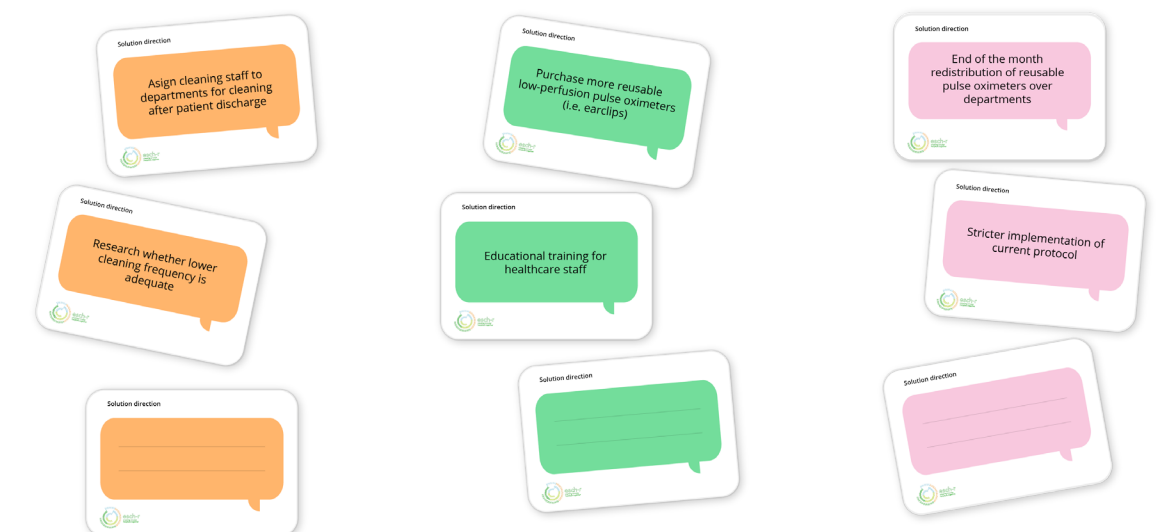 Solution direction
Asign cleaning staff to
departments for cleaning
after patient discharge
Solution direction
Purchase more reusable
low-perfusion pulse oximeters
(i.e. earclips)
Solution direction
End of the month
redistribution of reusable
pulse oximeters over
departments
Solution direction
Research whether lower
cleaning frequency is
adequate
Solution direction
Educational training for
healthcare staff
Solution direction
Stricter implementation of
current protocol
Solution direction
Solution direction
Solution direction